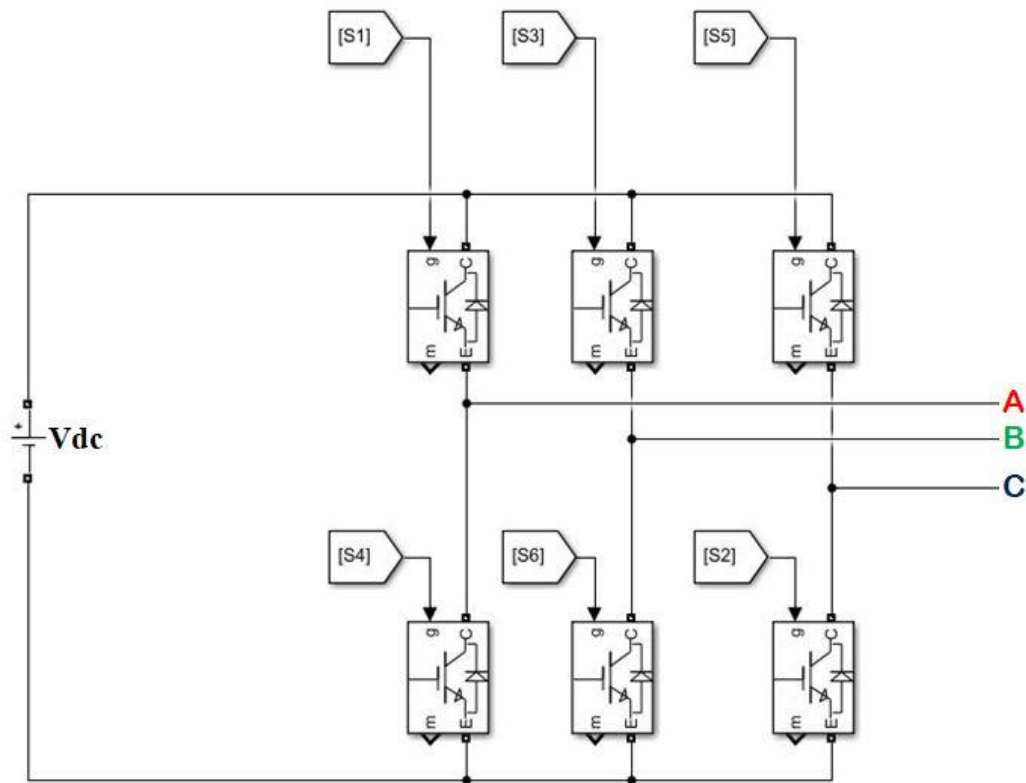 [S1] [S3] [S5]
g C g C g C
m E m E m E
A
+ Vdc
B
C
[S4] [S6] [S2]
g C g C g C
m E m E m E